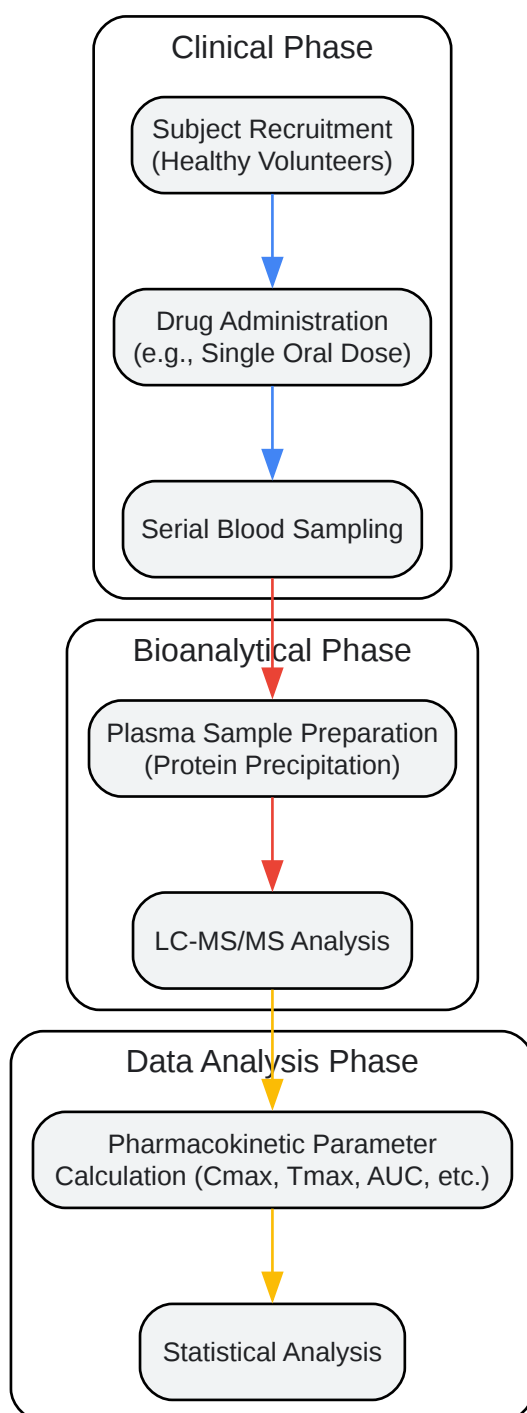 Clinical Phase
Subject Recruitment
(Healthy Volunteers)
Drug Administration
(e.g., Single Oral Dose)
Serial Blood Sampling
Bioanalytical Phase
Plasma Sample Preparation
(Protein Precipitation)
LC-MS/MS Analysis
Data Analysis Phase
Pharmacokinetic Parameter
Calculation (Cmax, Tmax, AUC, etc.)
Statistical Analysis